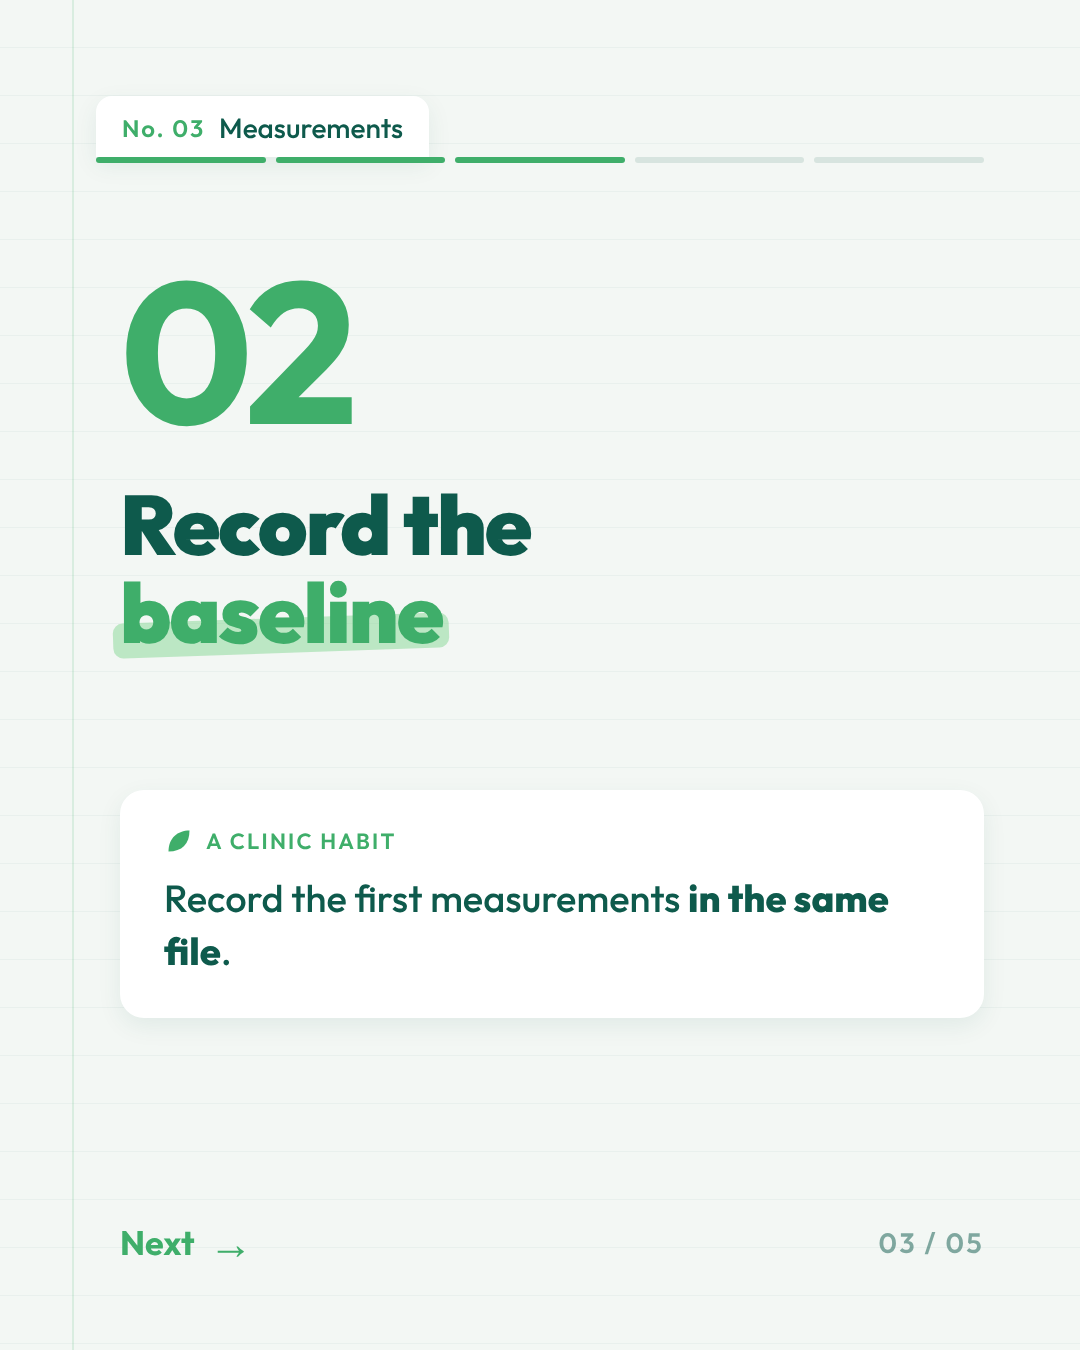 No. 03 Measurements
02
Record the
baseline
A CLINIC HABIT
Record the first measurements in the same
file.
Next →
03 / 05